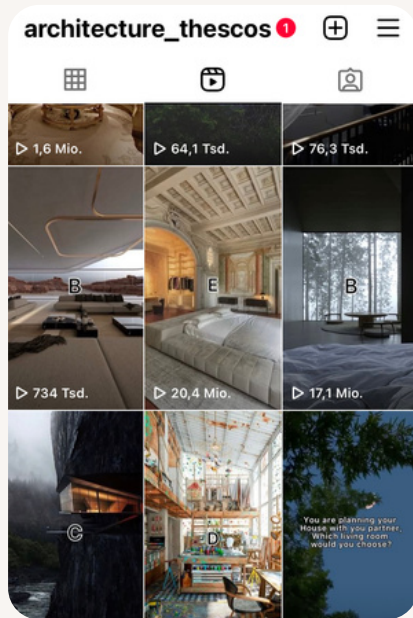 architecture_thescos 1
1,6 Mio.
64,1 Tsd.
76,3 Tsd.
B
E
B
734 Tsd.
20,4 Mio.
17,1 Mio.
C
D
You are planning your
House with you partner,
Which living room
would you choose?